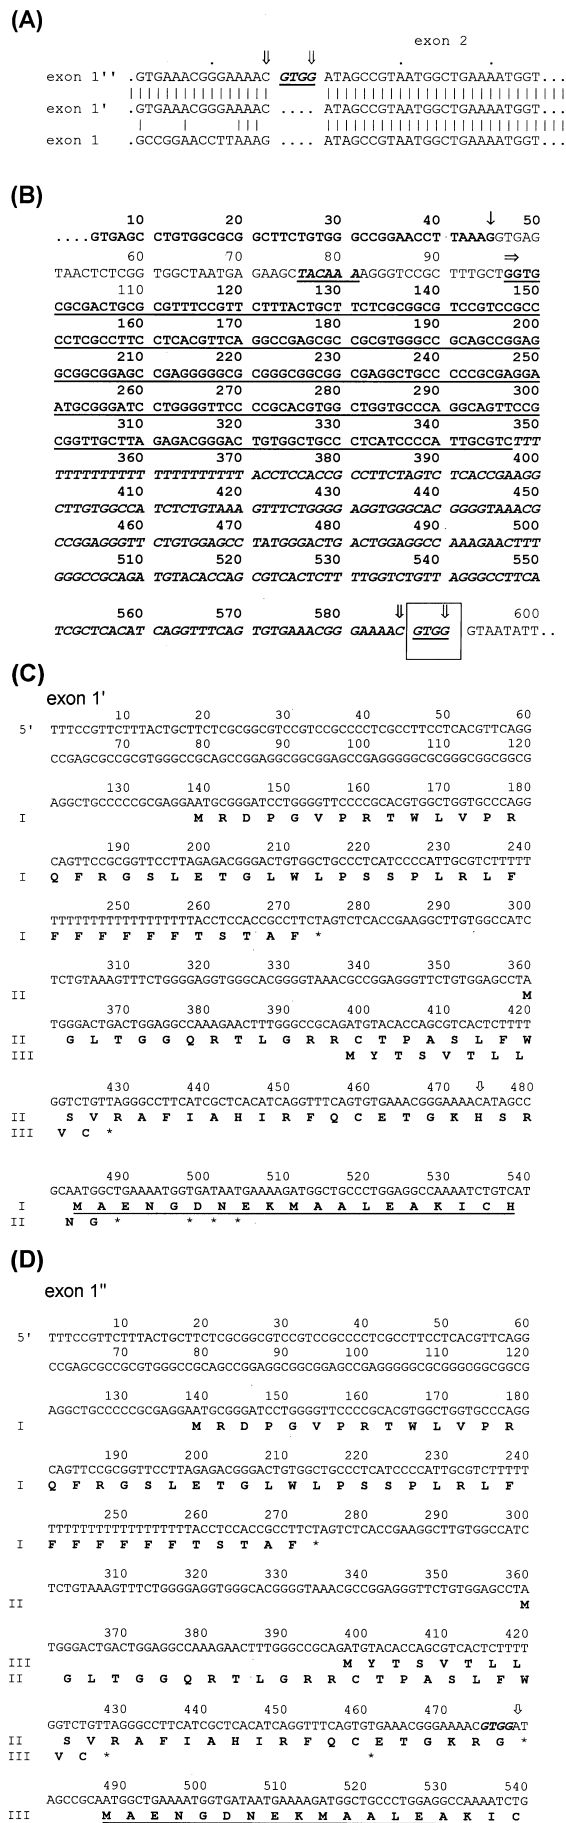 (A)
exon 2
⇓ ⇓ . .
exon 1'' .GTGAAACGGGAAAAC GTGG ATAGCCGTAATGGCTGAAAATGGT...
||||||||||||||| ||||||||||||||||||||||||
exon 1' .GTGAAACGGGAAAAC .... ATAGCCGTAATGGCTGAAAATGGT...
| | ||| ||||||||||||||||||||||||
exon 1 .GCCGGAACCTTAAAG .... ATAGCCGTAATGGCTGAAAATGGT...
(B)
10 20 30 40 ↓ 50
....GTGAGC CTGTGGCGCG GCTTCTGTGG GCCGGAACCT TAAAGGTGAG
60 70 80 90 ⇒
TAACTCTCGG TGGCTAATGA GAAGCTACAA AAGGGTCCGC TTTGCTGGTG
110 120 130 140 150
CGCGACTGCG CGTTTCCGTT CTTTACTGCT TCTCGCGGCG TCCGTCCGCC
160 170 180 190 200
CCTCGCCTTC CTCACGTTCA GGCCGAGCGC CGCGTGGGCC GCAGCCGGAG
210 220 230 240 250
GCGGCGGAGC CGAGGGGGCG CGGGCGGCGG CGAGGCTGCC CCCGCGAGGA
260 270 280 290 300
ATGCGGGATC CTGGGGTTCC CCGCACGTGG CTGGTGCCCA GGCAGTTCCG
310 320 330 340 350
CGGTTGCTTA GAGACGGGAC TGTGGCTGCC CTCATCCCCA TTGCGTCTTT
360 370 380 390 400
TTTTTTTTTT TTTTTTTTTT ACCTCCACCG CCTTCTAGTC TCACCGAAGG
410 420 430 440 450
CTTGTGGCCA TCTCTGTAAA GTTTCTGGGG AGGTGGGCAC GGGGTAAACG
460 470 480 490 500
CCGGAGGGTT CTGTGGAGCC TATGGGACTG ACTGGAGGCC AAAGAACTTT
510 520 530 540 550
GGGCCGCAGA TGTACACCAG CGTCACTCTT TTGGTCTGTT AGGGCCTTCA
560 570 580 ⇓ ⇓ 600
TCGCTCACAT CAGGTTTCAG TGTGAAACGG GAAAAC GTGG GTAATATT..
(C)
exon 1'
10 20 30 40 50 60
5' TTTCCGTTCTTTACTGCTTCTCGCGGCGTCCGTCCGCCCCTCGCCTTCCTCACGTTCAGG
70 80 90 100 110 120
CCGAGCGCCGCGTGGGCCGCAGCCGGAGGCGGCGGAGCCGAGGGGGCGCGGGCGGCGGCG
130 140 150 160 170 180
AGGCTGCCCCCGCGAGGAATGCGGGATCCTGGGGTTCCCCGCACGTGGCTGGTGCCCAGG
I M R D P G V P R T W L V P R
190 200 210 220 230 240
CAGTTCCGCGGTTCCTTAGAGACGGGACTGTGGCTGCCCTCATCCCCATTGCGTCTTTTT
I Q F R G S L E T G L W L P S S P L R L F
250 260 270 280 290 300
TTTTTTTTTTTTTTTTTTACCTCCACCGCCTTCTAGTCTCACCGAAGGCTTGTGGCCATC
I F F F F F F T S T A F *
310 320 330 340 350 360
TCTGTAAAGTTTCTGGGGAGGTGGGCACGGGGTAAACGCCGGAGGGTTCTGTGGAGCCTA
II M
370 380 390 400 410 420
TGGGACTGACTGGAGGCCAAAGAACTTTGGGCCGCAGATGTACACCAGCGTCACTCTTTT
II G L T G G Q R T L G R R C T P A S L F W
III M Y T S V T L L
430 440 450 460 470 ⇩ 480
GGTCTGTTAGGGCCTTCATCGCTCACATCAGGTTTCAGTGTGAAACGGGAAAACATAGCC
II S V R A F I A H I R F Q C E T G K H S R
III V C *
490 500 510 520 530 540
GCAATGGCTGAAAATGGTGATAATGAAAAGATGGCTGCCCTGGAGGCCAAAATCTGTCAT
I M A E N G D N E K M A A L E A K I C H
II N G * * * *
(D)
exon 1"
10 20 30 40 50 60
5' TTTCCGTTCTTTACTGCTTCTCGCGGCGTCCGTCCGCCCCTCGCCTTCCTCACGTTCAGG
70 80 90 100 110 120
CCGAGCGCCGCGTGGGCCGCAGCCGGAGGCGGCGGAGCCGAGGGGGCGCGGGCGGCGGCG
130 140 150 160 170 180
AGGCTGCCCCCGCGAGGAATGCGGGATCCTGGGGTTCCCCGCACGTGGCTGGTGCCCAGG
I M R D P G V P R T W L V P R
190 200 210 220 230 240
CAGTTCCGCGGTTCCTTAGAGACGGGACTGTGGCTGCCCTCATCCCCATTGCGTCTTTTT
I Q F R G S L E T G L W L P S S P L R L F
250 260 270 280 290 300
TTTTTTTTTTTTTTTTTTACCTCCACCGCCTTCTAGTCTCACCGAAGGCTTGTGGCCATC
I F F F F F F T S T A F *
310 320 330 340 350 360
TCTGTAAAGTTTCTGGGGAGGTGGGCACGGGGTAAACGCCGGAGGGTTCTGTGGAGCCTA
II M
370 380 390 400 410 420
TGGGACTGACTGGAGGCCAAAGAACTTTGGGCCGCAGATGTACACCAGCGTCACTCTTTT
III M Y T S V T L L
II G L T G G Q R T L G R R C T P A S L F W
430 440 450 460 470 ⇩
GGTCTGTTAGGGCCTTCATCGCTCACATCAGGTTTCAGTGTGAAACGGGAAAACGTGGAT
II S V R A F I A H I R F Q C E T G K R G *
III V C * *
490 500 510 520 530 540
AGCCGCAATGGCTGAAAATGGTGATAATGAAAAGATGGCTGCCCTGGAGGCCAAAATCTG
III M A E N G D N E K M A A L E A K I C